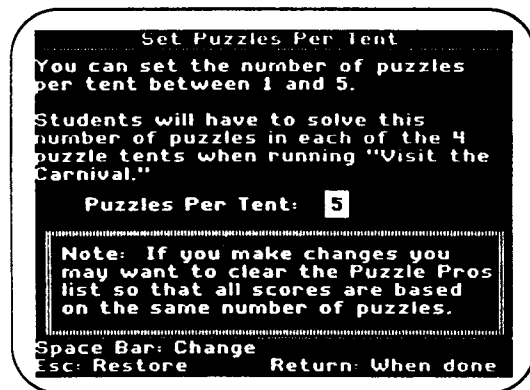 Set Puzzles Per Tent
You can set the number of puzzles
per tent between 1 and 5.
Students will have to solve this
number of puzzles in each of the 4
puzzle tents when running "Visit the
Carnival."
Puzzles Per Tent: 5
Note: If you make changes you
may want to clear the Puzzle Pros
list so that all scores are based
on the same number of puzzles.
Space Bar: Change
Esc: Restore Return: When done